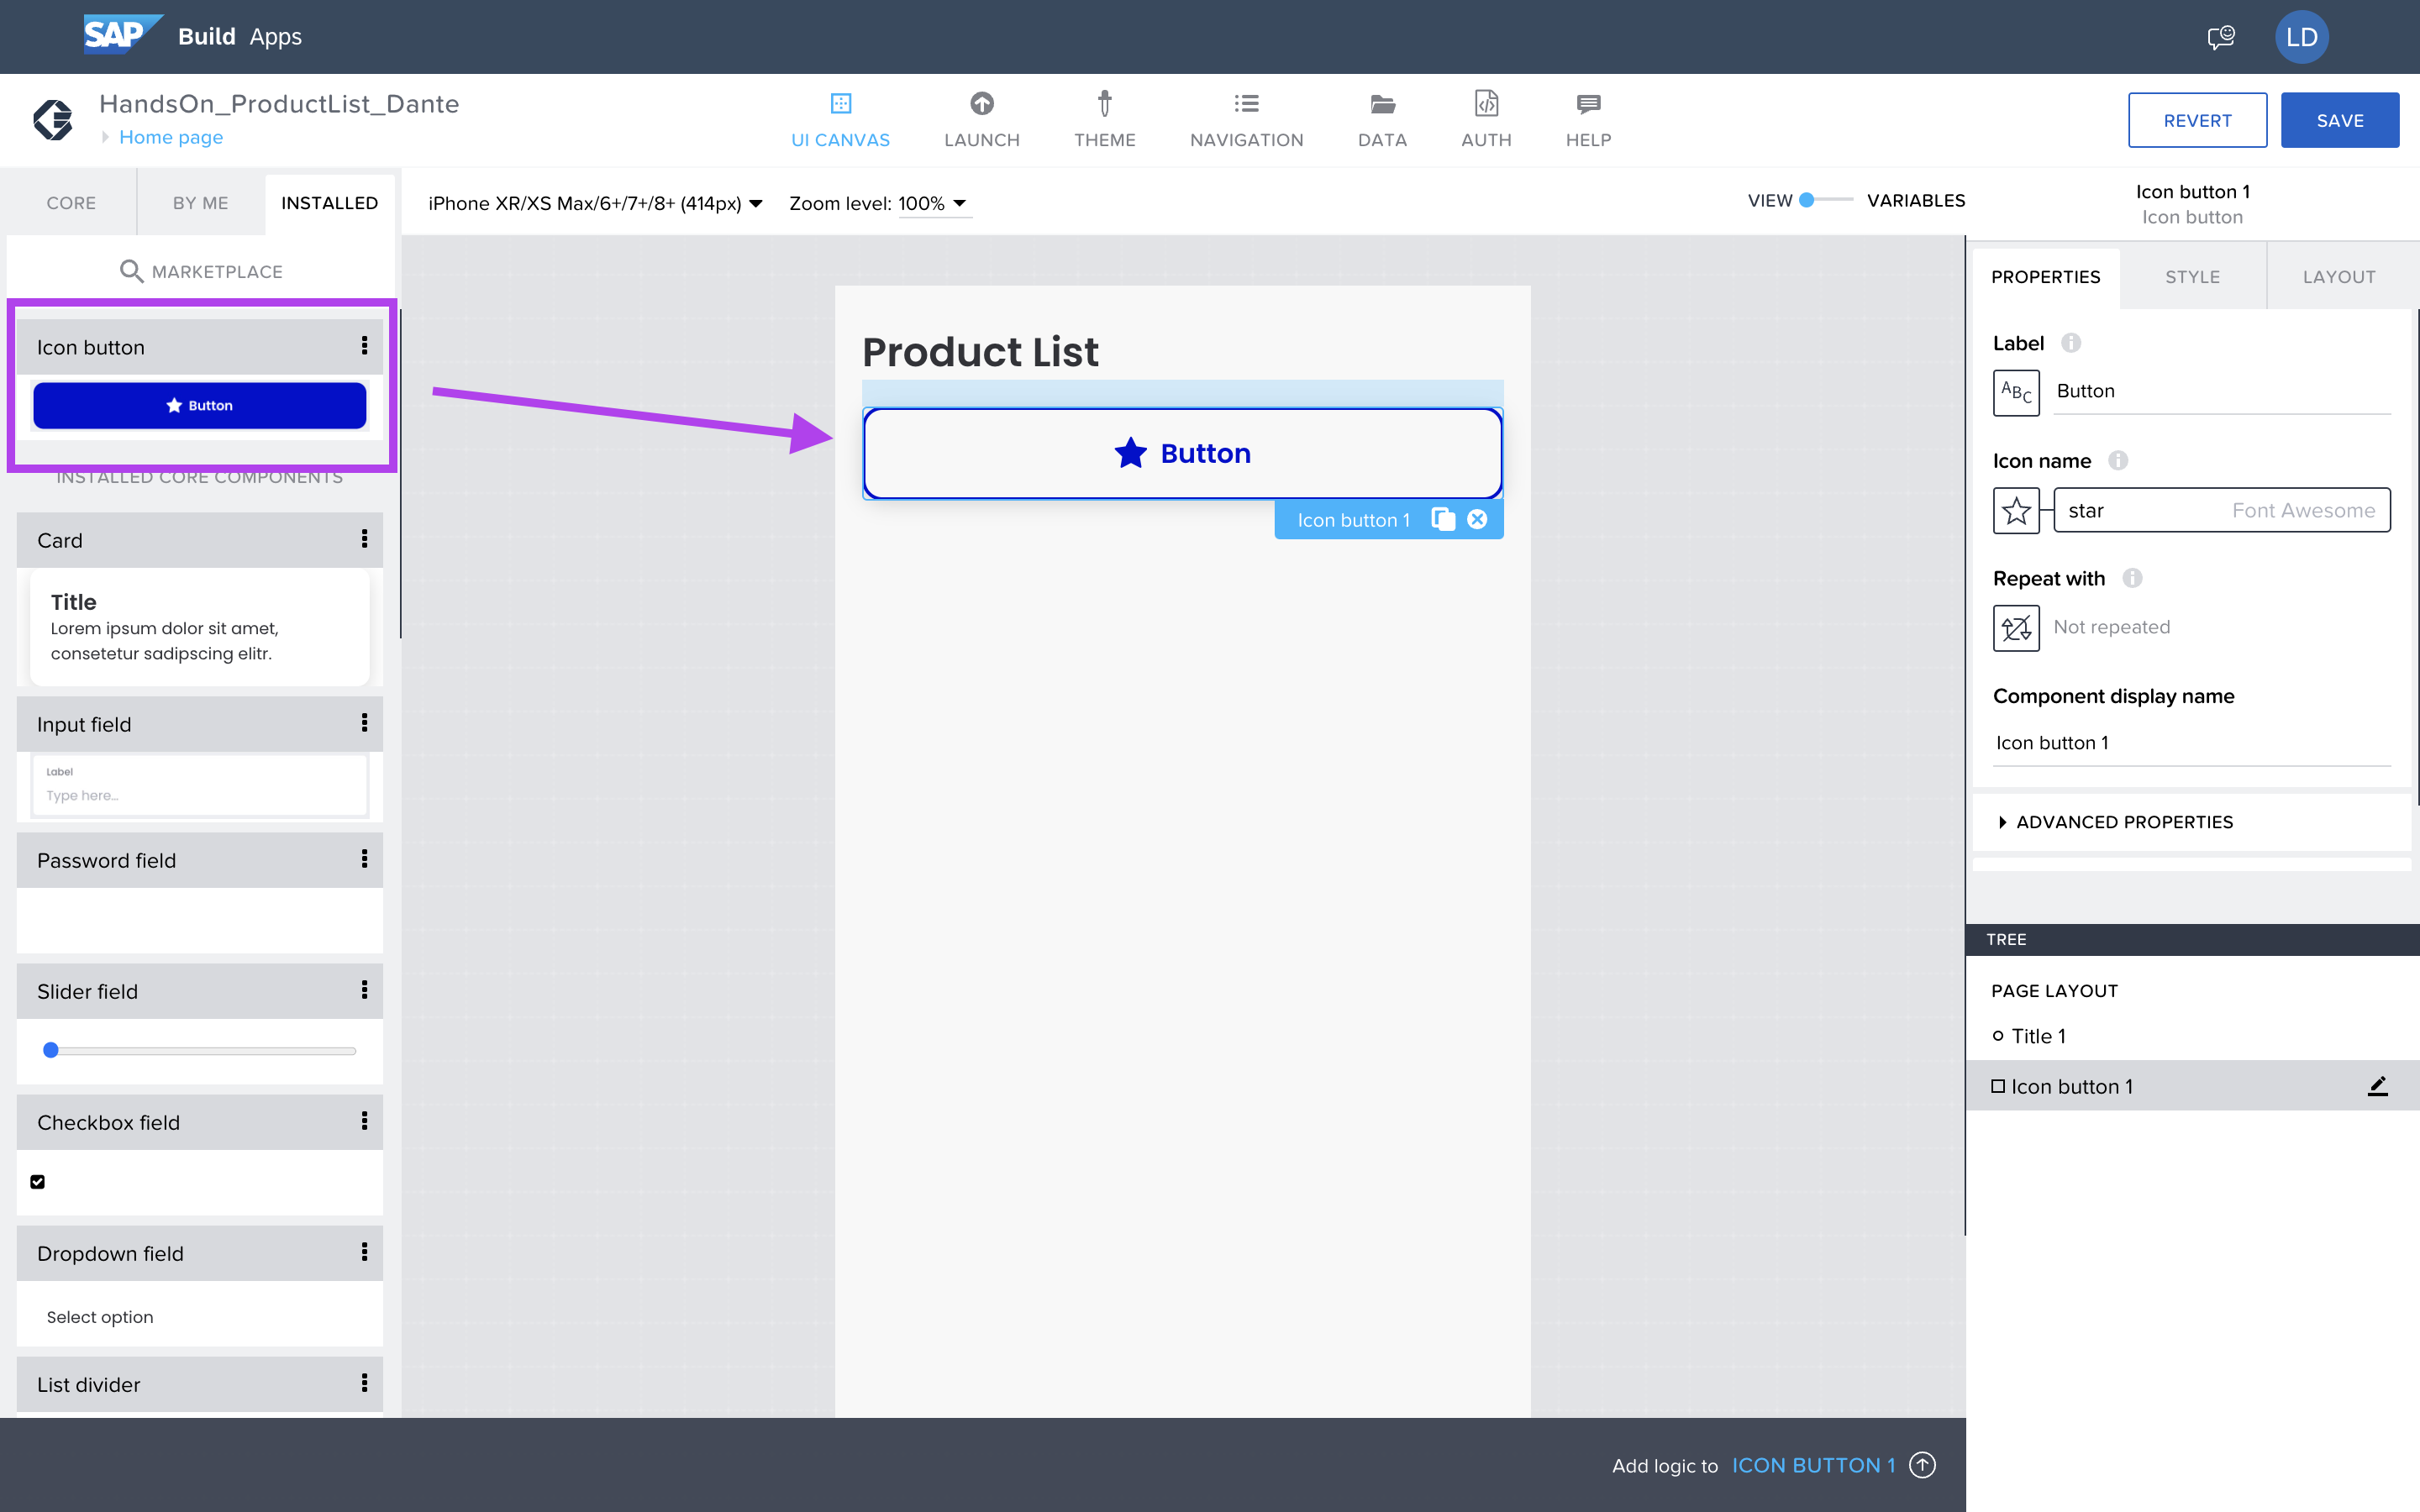 SAP Build Apps
LD
HandsOn_ProductList_Dante
Home page
UI CANVAS
LAUNCH
THEME
NAVIGATION
DATA
AUTH
HELP
REVERT
SAVE
CORE
BY ME
INSTALLED
MARKETPLACE
Icon button
Button
INSTALLED CORE COMPONENTS
Card
Title
Lorem ipsum dolor sit amet,
consetetur sadipscing elitr.
Input field
Label
Type here...
Password field
Slider field
Checkbox field
Dropdown field
Select option
List divider
iPhone XR/XS Max/6+/7+/8+ (414px)
Zoom level: 100%
VIEW
VARIABLES
Product List
Button
Icon button 1
Add logic to ICON BUTTON 1
Icon button 1
Icon button
PROPERTIES
STYLE
LAYOUT
Label
ABC
Button
Icon name
star
Font Awesome
Repeat with
Not repeated
Component display name
Icon button 1
ADVANCED PROPERTIES
TREE
PAGE LAYOUT
Title 1
Icon button 1